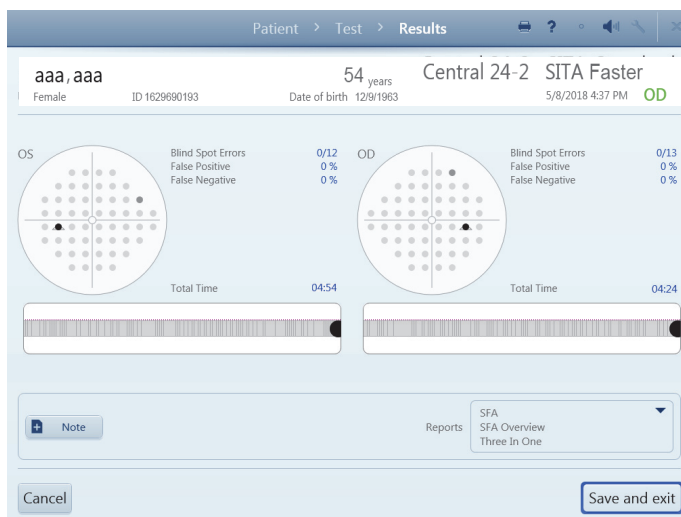 Patient > Test > Results ?
aaa, aaa 54 years Central 24-2 SITA Faster
Female ID 1629690193 Date of birth 12/9/1963 5/8/2018 4:37 PM OD
OS Blind Spot Errors 0/12 OD Blind Spot Errors 0/13
False Positive 0 % False Positive 0 %
False Negative 0 % False Negative 0 %
Total Time 04:54 Total Time 04:24
SFA
Note Reports SFA Overview
Three In One
Cancel Save and exit